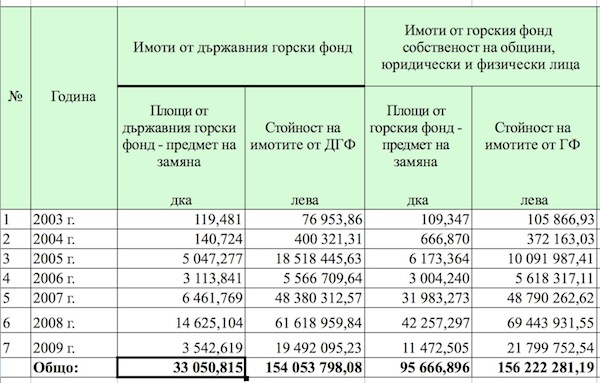 № Година Имоти от държавния горски фонд Имоти от горския фонд
собственост на общини,
юридически и физически лица
Площи от
държавния горски
фонд - предмет на
замяна
дка
Стойност на
имотите от ДГФ
лева
Площи от
горския фонд -
предмет на
замяна
дка
Стойност на
имотите от ГФ
лева
1 2003 г. 119,481 76 953,86 109,347 105 866,93
2 2004 г. 140,724 400 321,31 666,870 372 163,03
3 2005 г. 5 047,277 18 518 445,63 6 173,364 10 091 987,41
4 2006 г. 3 113,841 5 566 709,64 3 004,240 5 618 317,11
5 2007 г. 6 461,769 48 380 312,57 31 983,273 48 790 262,62
6 2008 г. 14 625,104 61 618 959,84 42 257,297 69 443 931,55
7 2009 г. 3 542,619 19 492 095,23 11 472,505 21 799 752,54
Общо: 33 050,815 154 053 798,08 95 666,896 156 222 281,19